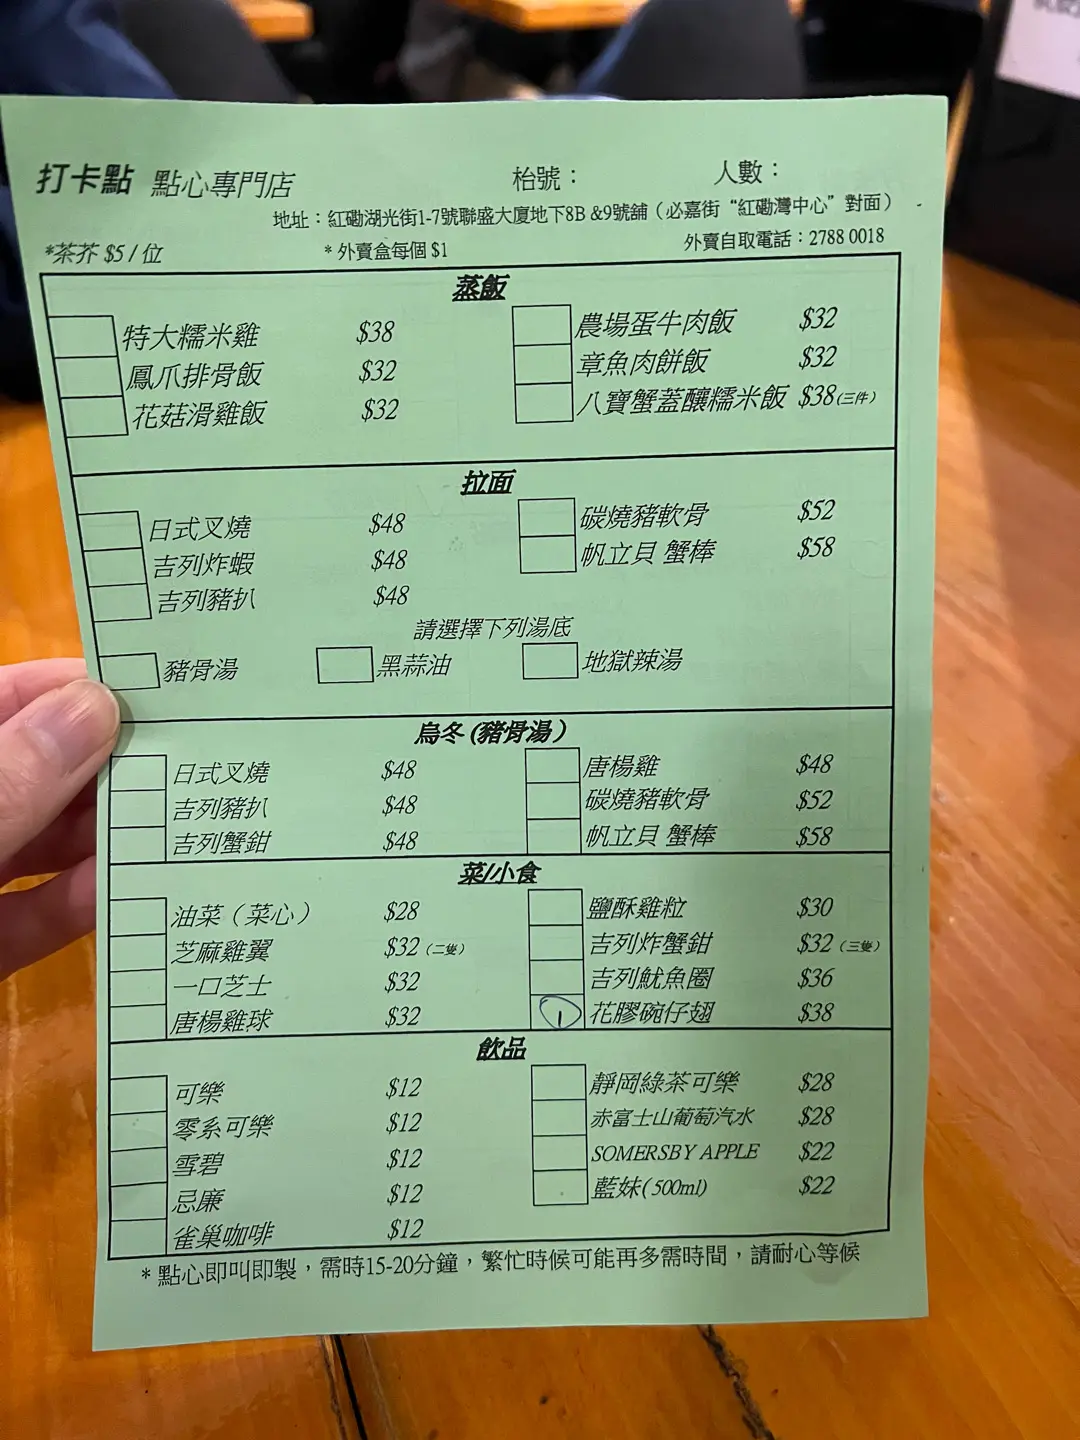 打卡點 點心專門店 枱號： 人數：
地址：紅磡湖光街1-7號聯盛大廈地下8B &9號舖（必嘉街“紅磡灣中心”對面）
*茶芥 $5 / 位 * 外賣盒每個 $1 外賣自取電話：2788 0018
蒸飯
特大糯米雞 $38 農場蛋牛肉飯 $32
鳳爪排骨飯 $32 章魚肉餅飯 $32
花菇滑雞飯 $32 八寶蟹蓋釀糯米飯 $38(三件)
拉面
日式叉燒 $48 碳燒豬軟骨 $52
吉列炸蝦 $48 帆立貝 蟹棒 $58
吉列豬扒 $48
請選擇下列湯底
豬骨湯 黑蒜油 地獄辣湯
烏冬 (豬骨湯）
日式叉燒 $48 唐楊雞 $48
吉列豬扒 $48 碳燒豬軟骨 $52
吉列蟹鉗 $48 帆立貝 蟹棒 $58
菜/小食
油菜（菜心） $28 鹽酥雞粒 $30
芝麻雞翼 $32（二隻） 吉列炸蟹鉗 $32（三隻）
一口芝士 $32 吉列魷魚圈 $36
唐楊雞球 $32 1 花膠碗仔翅 $38
飲品
可樂 $12 靜岡綠茶可樂 $28
零系可樂 $12 赤富士山葡萄汽水 $28
雪碧 $12 SOMERSBY APPLE $22
忌廉 $12 藍妹(500ml) $22
雀巢咖啡 $12
* 點心即叫即製，需時15-20分鐘，繁忙時候可能再多需時間，請耐心等候